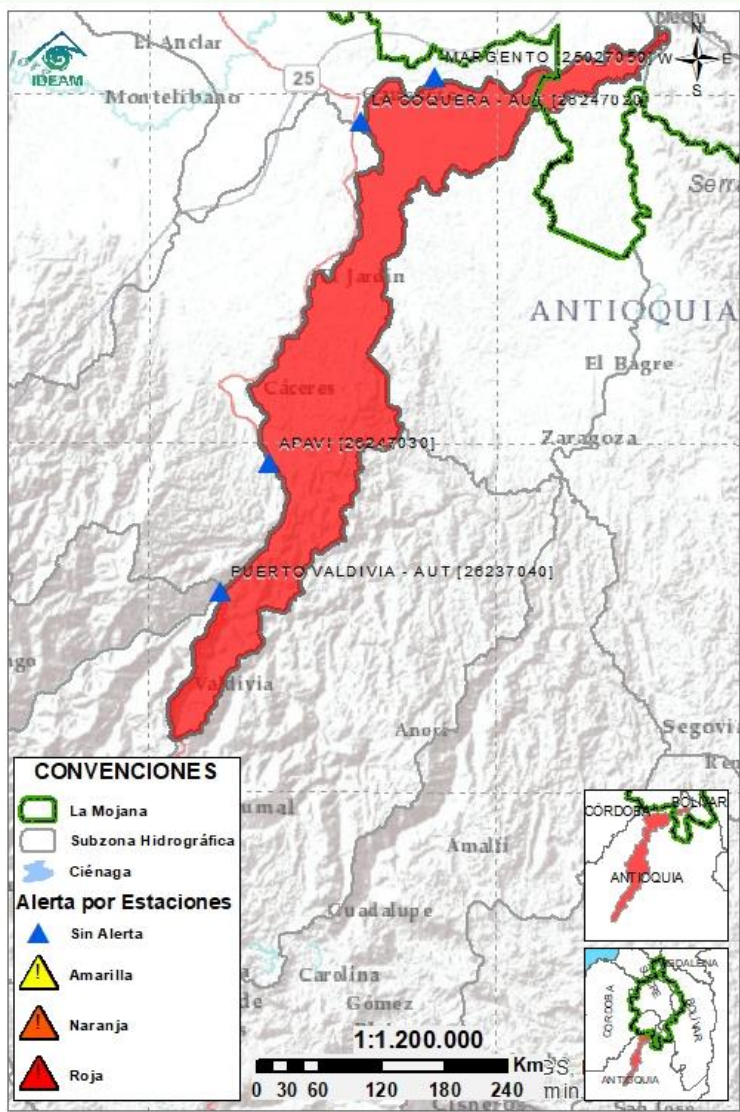 IDEAM
El Anclar
Montelíbano
25
MARGENTO [25027050]
LA COQUERA - AUT [26247020]
N
W
E
S
El Jardín
ANTIOQUIA
El Bagre
Cáceres
Zaragoza
APAVI [26247030]
PUERTO VALDIVIA - AUT [26237040]
Valdivia
Anorí
Amalfi
Guadalupe
Carolina
Gómez
CONVENCIONES
La Mojana
Subzona Hidrográfica
Ciénaga
Alerta por Estaciones
Sin Alerta
Amarilla
Naranja
Roja
1:1.200.000
Km
0 30 60 120 180 240
CÓRDOBA
BOLÍVAR
ANTIOQUIA
SUCRE
CÓRDOBA
BOLÍVAR
ANTIOQUIA